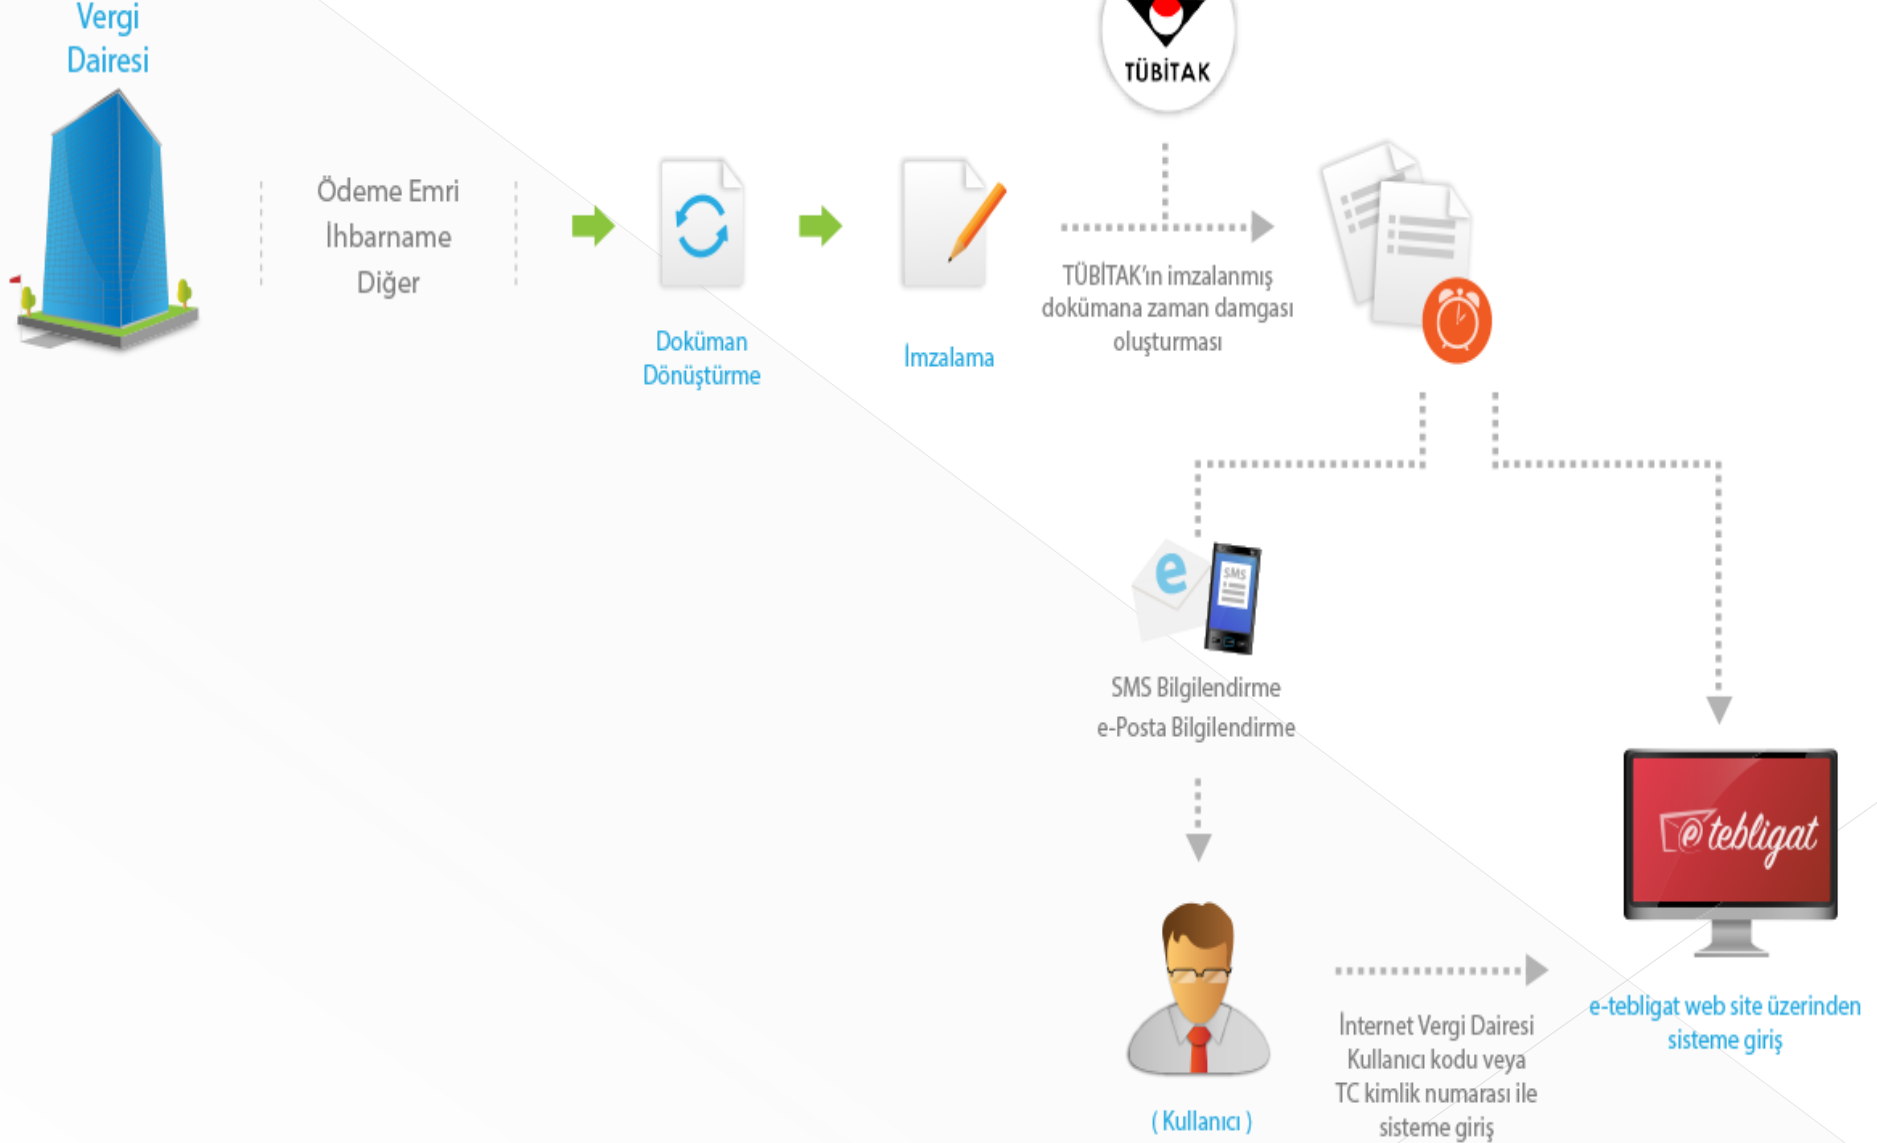 Vergi
Dairesi
TÜBİTAK
Ödeme Emri
İhbarname
Diğer
Doküman
Dönüştürme
İmzalama
TÜBİTAK'ın imzalanmış
dokümana zaman damgası
oluşturması
e
SMS
SMS Bilgilendirme
e-Posta Bilgilendirme
e tebligat
( Kullanıcı )
İnternet Vergi Dairesi
Kullanıcı kodu veya
TC kimlik numarası ile
sisteme giriş
e-tebligat web site üzerinden
sisteme giriş